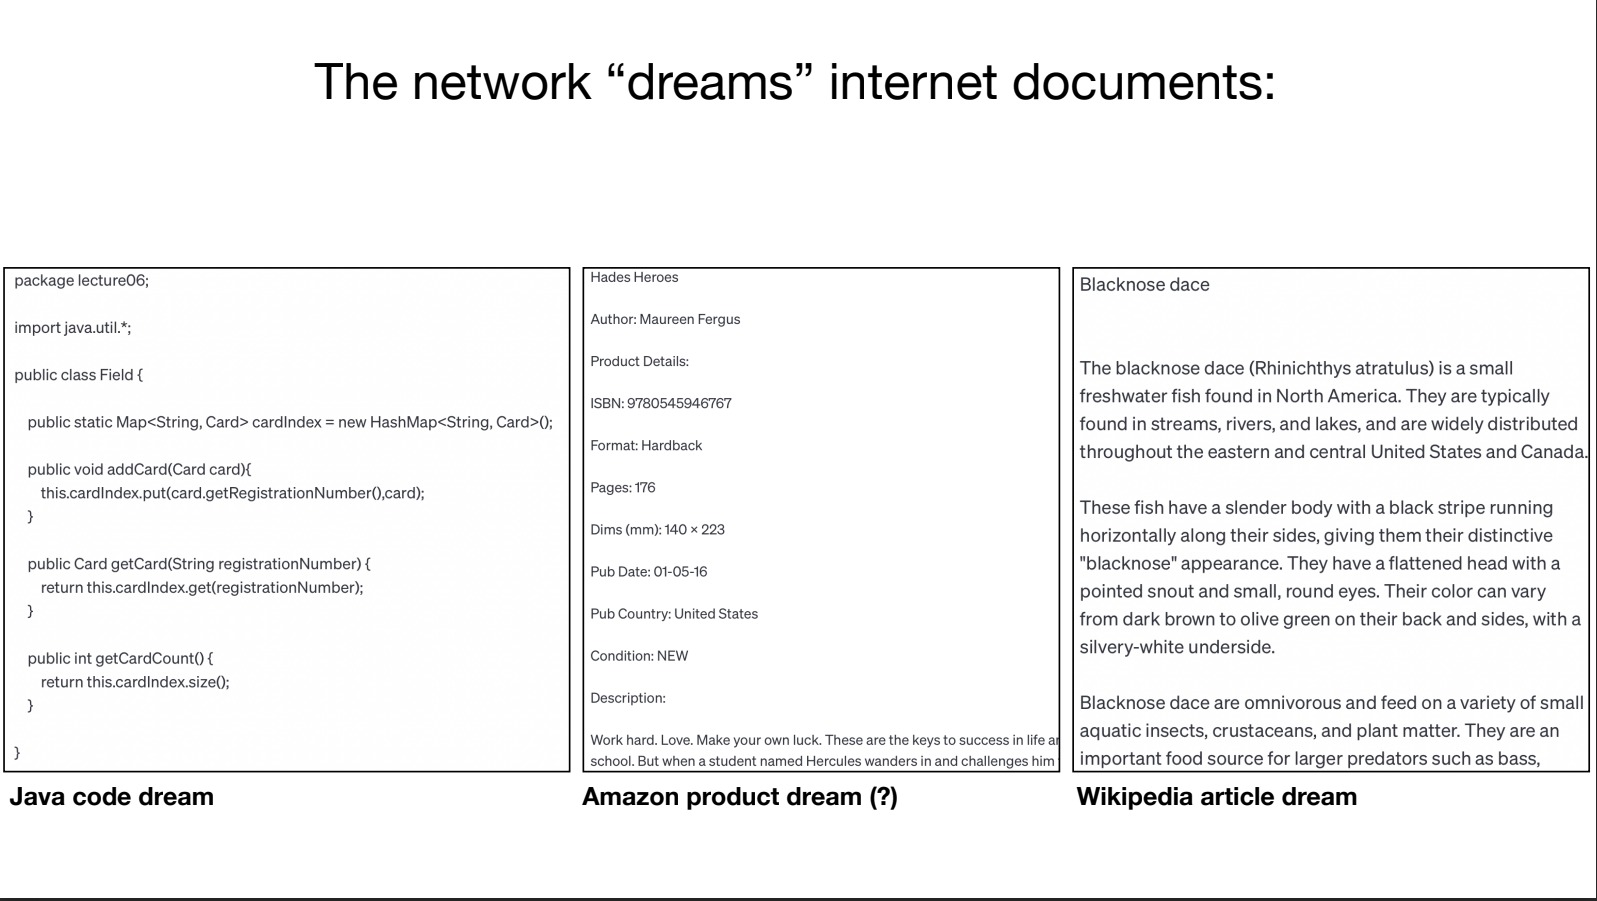 The network “dreams” internet documents:
package lecture06;
import java.util.*;
public class Field {
public static Map<String, Card> cardIndex = new HashMap<String, Card>();
public void addCard(Card card){
this.cardIndex.put(card.getRegistrationNumber(),card);
}
public Card getCard(String registrationNumber) {
return this.cardIndex.get(registrationNumber);
}
public int getCardCount() {
return this.cardIndex.size();
}
}
Java code dream
Hades Heroes
Author: Maureen Fergus
Product Details:
ISBN: 9780545946767
Format: Hardback
Pages: 176
Dims (mm): 140 × 223
Pub Date: 01-05-16
Pub Country: United States
Condition: NEW
Description:
Work hard. Love. Make your own luck. These are the keys to success in life
school. But when a student named Hercules wanders in and challenges him
Amazon product dream (?)
Blacknose dace
The blacknose dace (Rhinichthys atratulus) is a small
freshwater fish found in North America. They are typically
found in streams, rivers, and lakes, and are widely distributed
throughout the eastern and central United States and Canada.
These fish have a slender body with a black stripe running
horizontally along their sides, giving them their distinctive
"blacknose" appearance. They have a flattened head with a
pointed snout and small, round eyes. Their color can vary
from dark brown to olive green on their back and sides, with a
silvery-white underside.
Blacknose dace are omnivorous and feed on a variety of small
aquatic insects, crustaceans, and plant matter. They are an
important food source for larger predators such as bass,
Wikipedia article dream